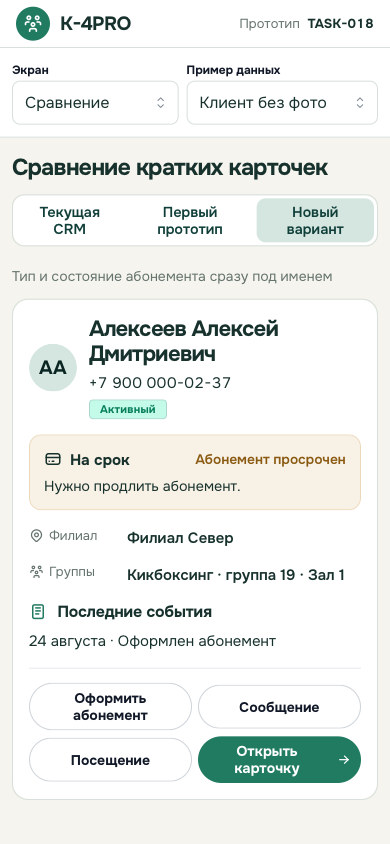 K-4PRO
Прототип TASK-018
Экран
Пример данных
Сравнение
Клиент без фото
Сравнение кратких карточек
Текущая
CRM
Первый
прототип
Новый
вариант
Тип и состояние абонемента сразу под именем
АА
Алексеев Алексей
Дмитриевич
+7 900 000-02-37
Активный
На срок
Абонемент просрочен
Нужно продлить абонемент.
Филиал
Филиал Север
Группы
Кикбоксинг · группа 19 · Зал 1
Последние события
24 августа · Оформлен абонемент
Оформить
абонемент
Сообщение
Посещение
Открыть
карточку →